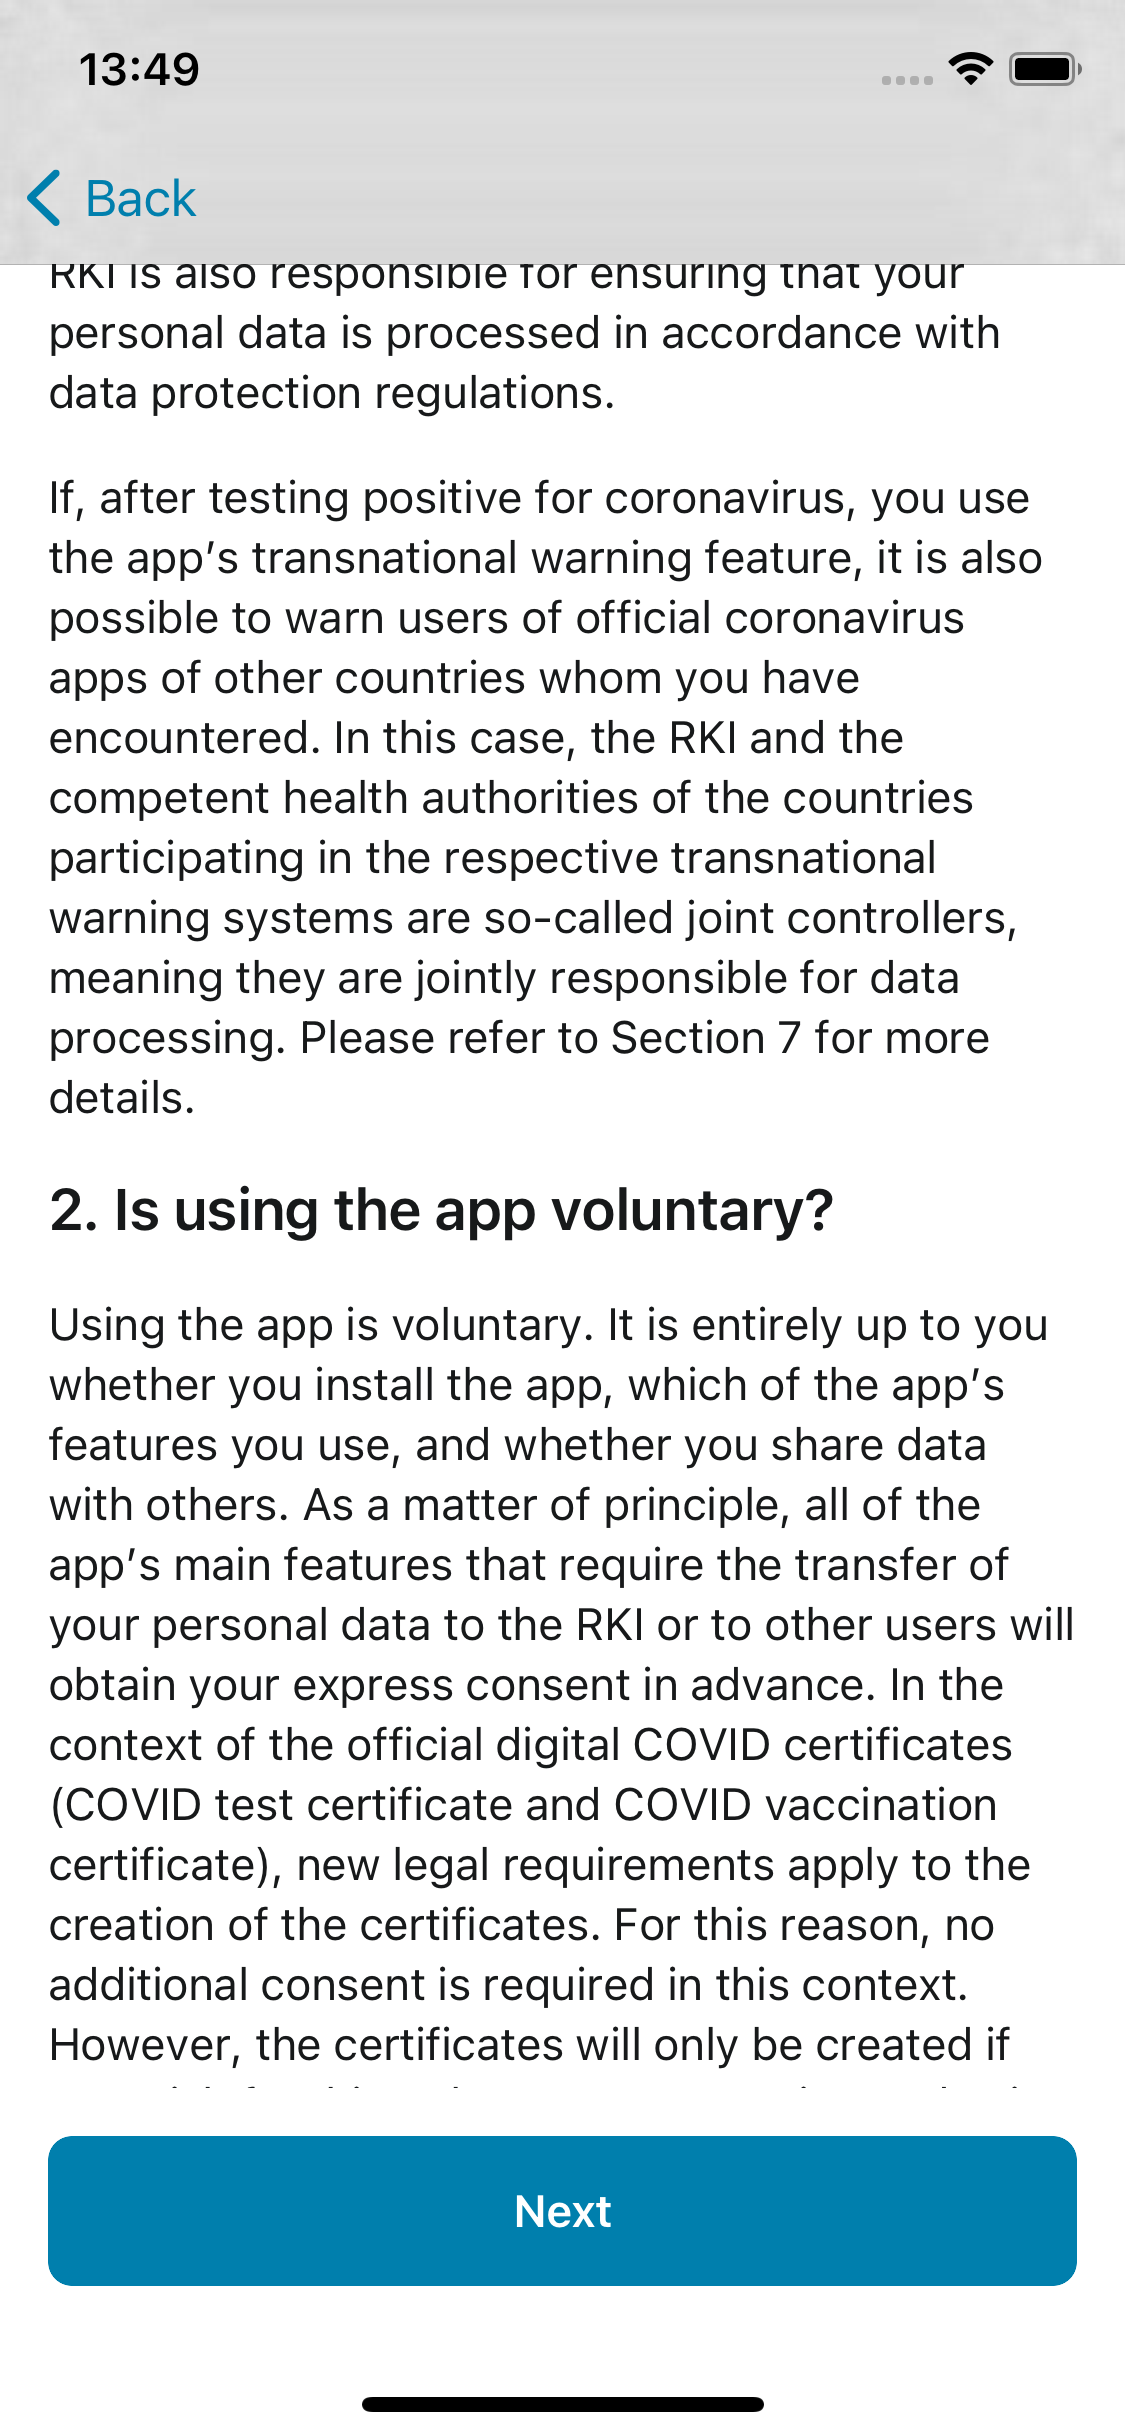 13:49
Back
RKI is also responsible for ensuring that your
personal data is processed in accordance with
data protection regulations.
If, after testing positive for coronavirus, you use
the app’s transnational warning feature, it is also
possible to warn users of official coronavirus
apps of other countries whom you have
encountered. In this case, the RKI and the
competent health authorities of the countries
participating in the respective transnational
warning systems are so-called joint controllers,
meaning they are jointly responsible for data
processing. Please refer to Section 7 for more
details.
2. Is using the app voluntary?
Using the app is voluntary. It is entirely up to you
whether you install the app, which of the app’s
features you use, and whether you share data
with others. As a matter of principle, all of the
app’s main features that require the transfer of
your personal data to the RKI or to other users will
obtain your express consent in advance. In the
context of the official digital COVID certificates
(COVID test certificate and COVID vaccination
certificate), new legal requirements apply to the
creation of the certificates. For this reason, no
additional consent is required in this context.
However, the certificates will only be created if
Next